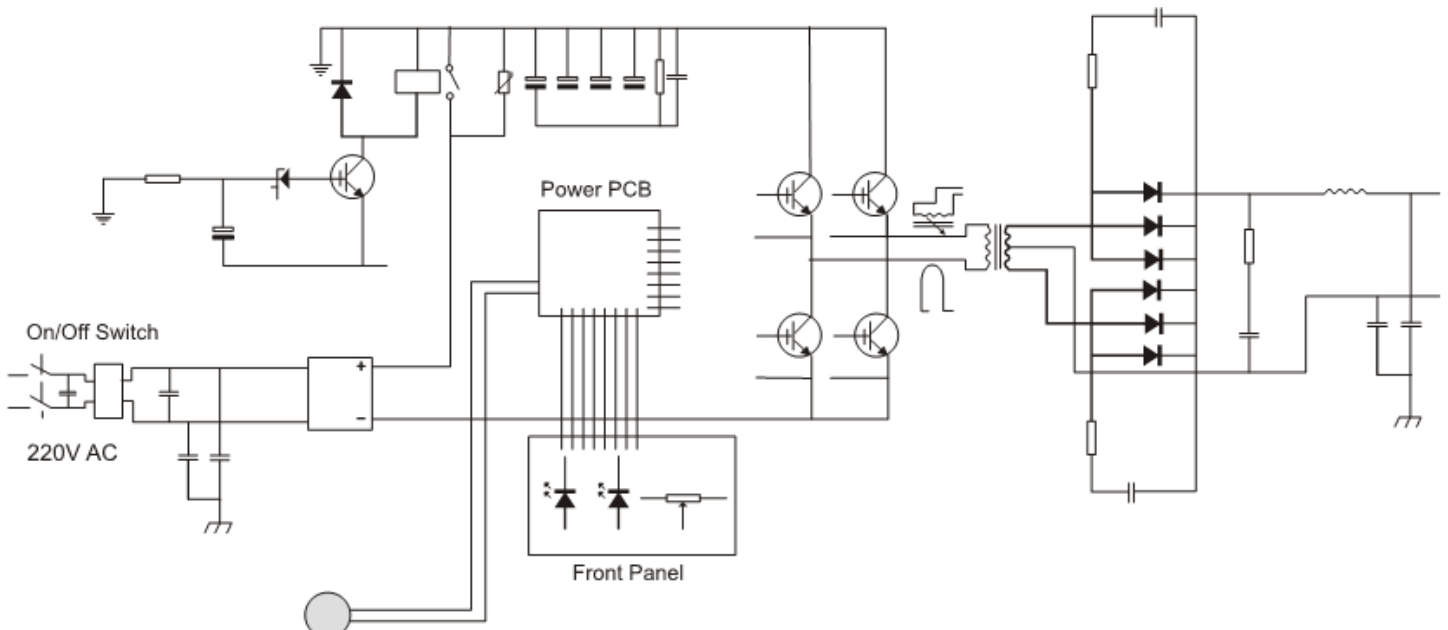 Power PCB
On/Off Switch
+
−
220V AC
Front Panel